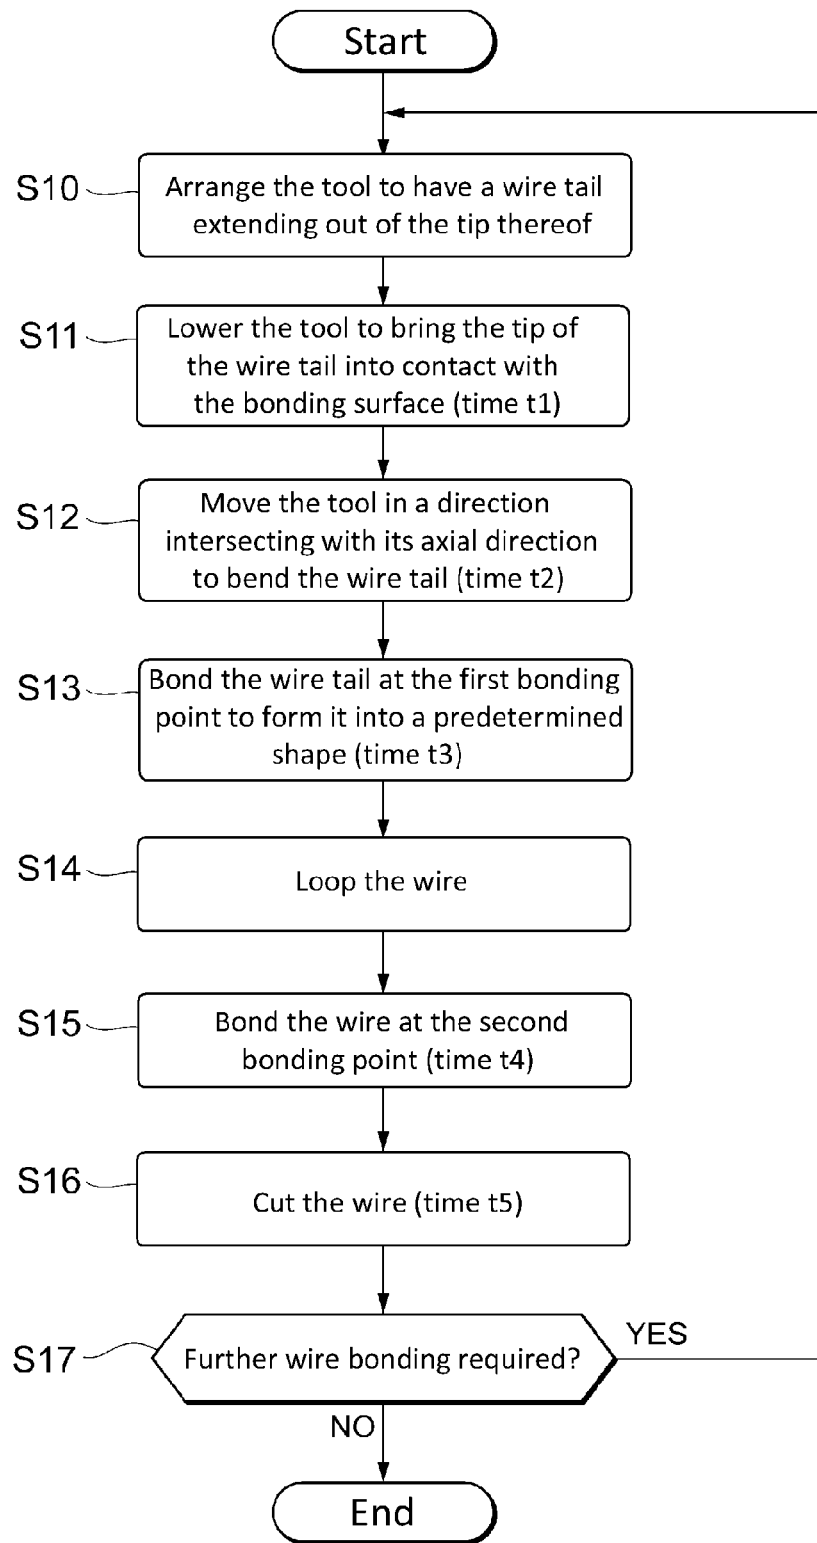 Start
S10
Arrange the tool to have a wire tail
extending out of the tip thereof
S11
Lower the tool to bring the tip of
the wire tail into contact with
the bonding surface (time t1)
S12
Move the tool in a direction
intersecting with its axial direction
to bend the wire tail (time t2)
S13
Bond the wire tail at the first bonding
point to form it into a predetermined
shape (time t3)
S14
Loop the wire
S15
Bond the wire at the second
bonding point (time t4)
S16
Cut the wire (time t5)
S17
Further wire bonding required?
YES
NO
End